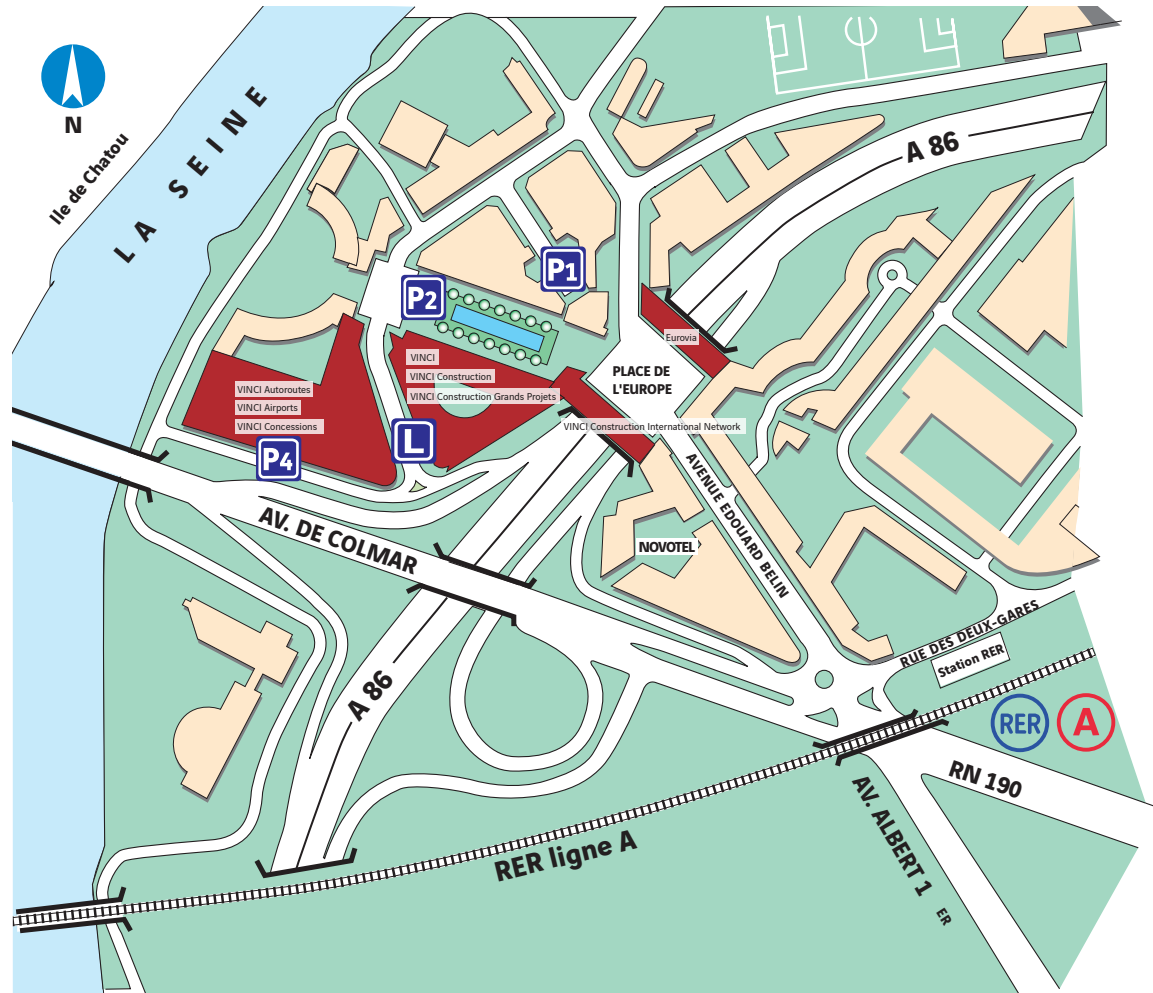 N
Ile de Chatou
LA SEINE
A 86
P1
P2
Eurovia
PLACE DE
L'EUROPE
VINCI
VINCI Construction
VINCI Construction Grands Projets
VINCI Autoroutes
VINCI Airports
VINCI Concessions
VINCI Construction International Network
P4
L
AV. DE COLMAR
AVENUE EDOUARD BELIN
NOVOTEL
RUE DES DEUX-GARES
Station RER
A 86
RER
A
RN 190
RER ligne A
AV. ALBERT 1 ER